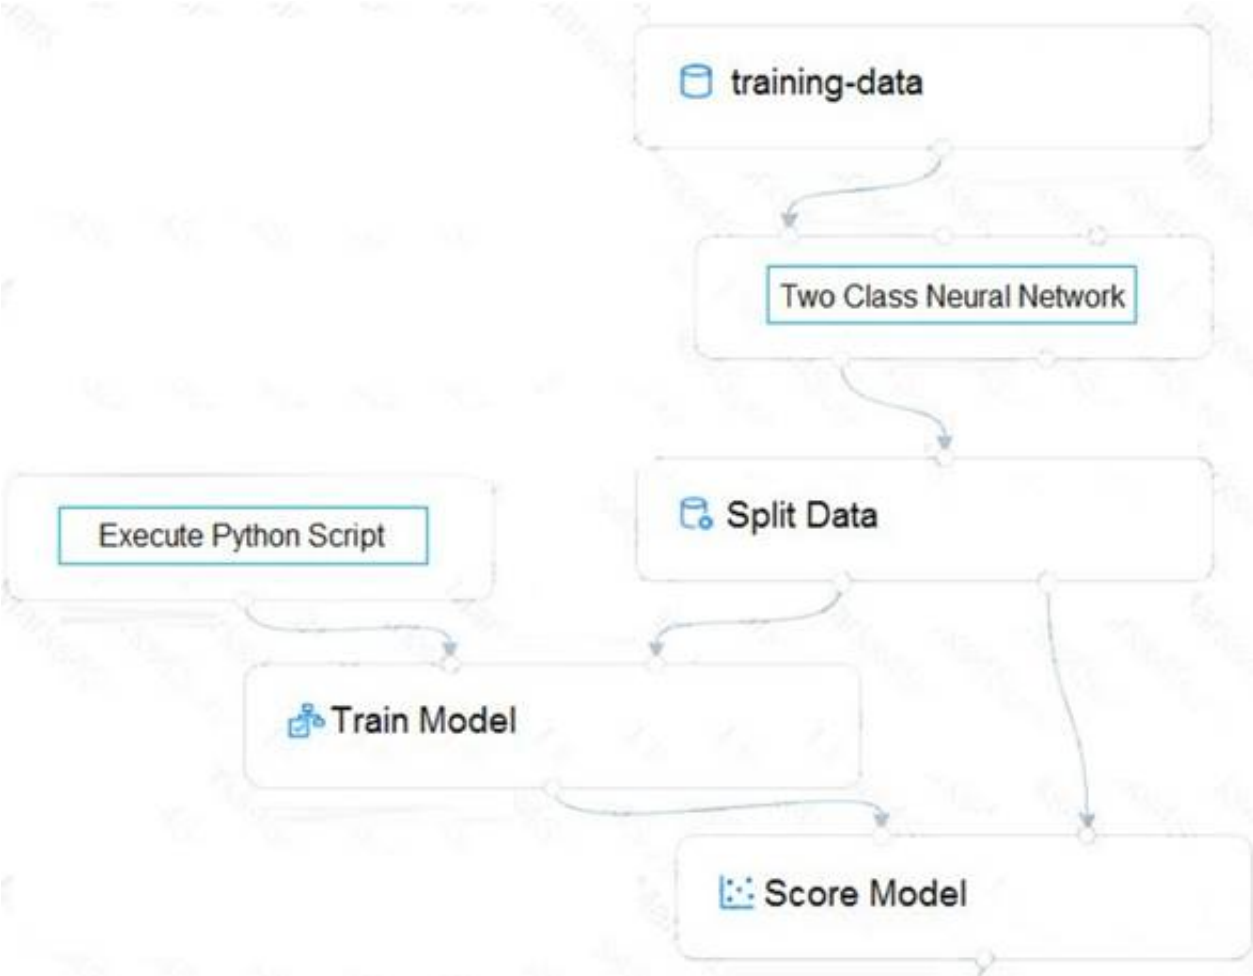 training-data
Two Class Neural Network
Execute Python Script
Split Data
Train Model
Score Model